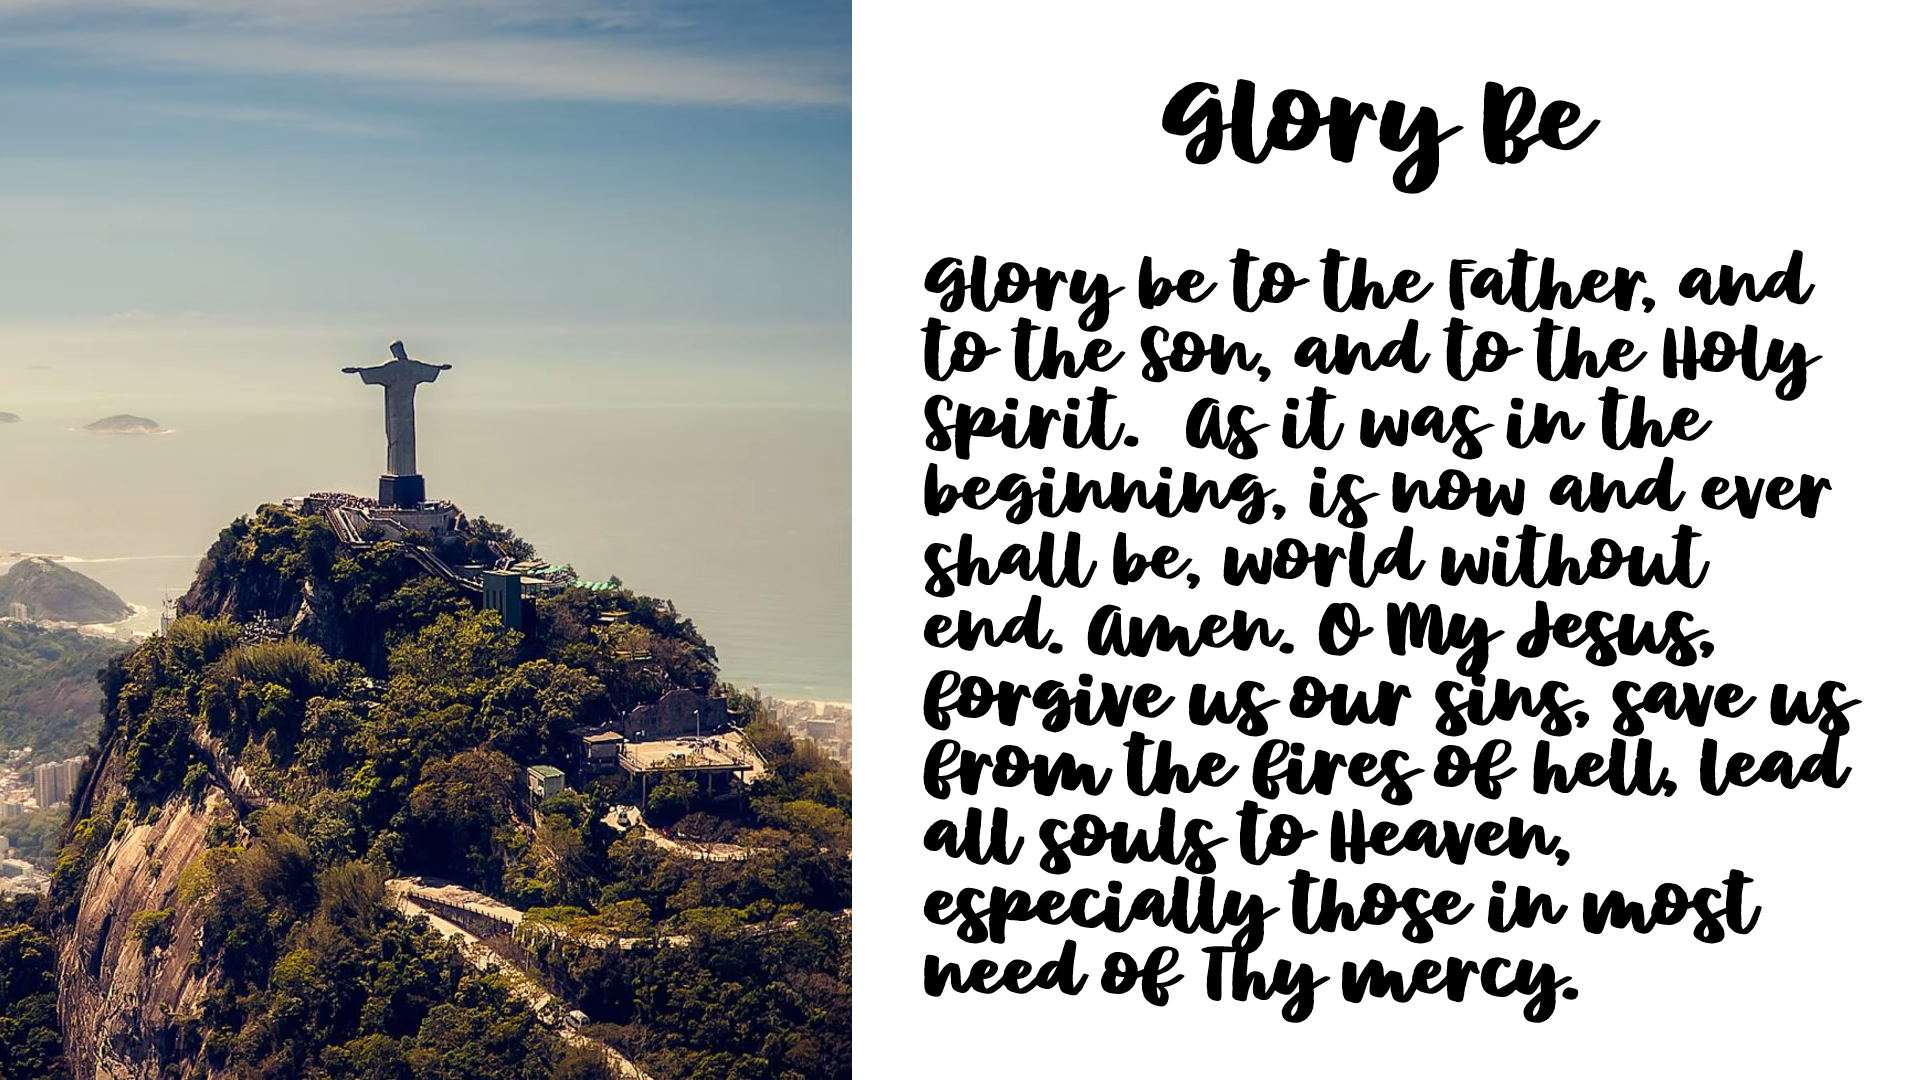 Glory Be
Glory be to the Father, and
to the Son, and to the Holy
Spirit.  As it was in the
beginning, is now and ever
shall be, world without
end. Amen. O My Jesus,
forgive us our sins, save us
from the fires of hell, lead
all souls to Heaven,
especially those in most
need of Thy mercy.